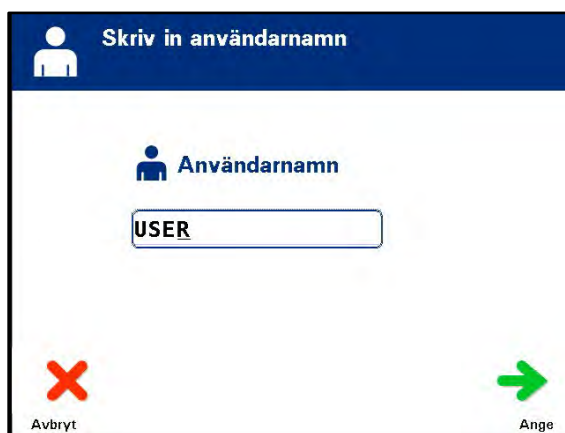 Skriv in användarnamn
Användarnamn
USER
Avbryt
Ange